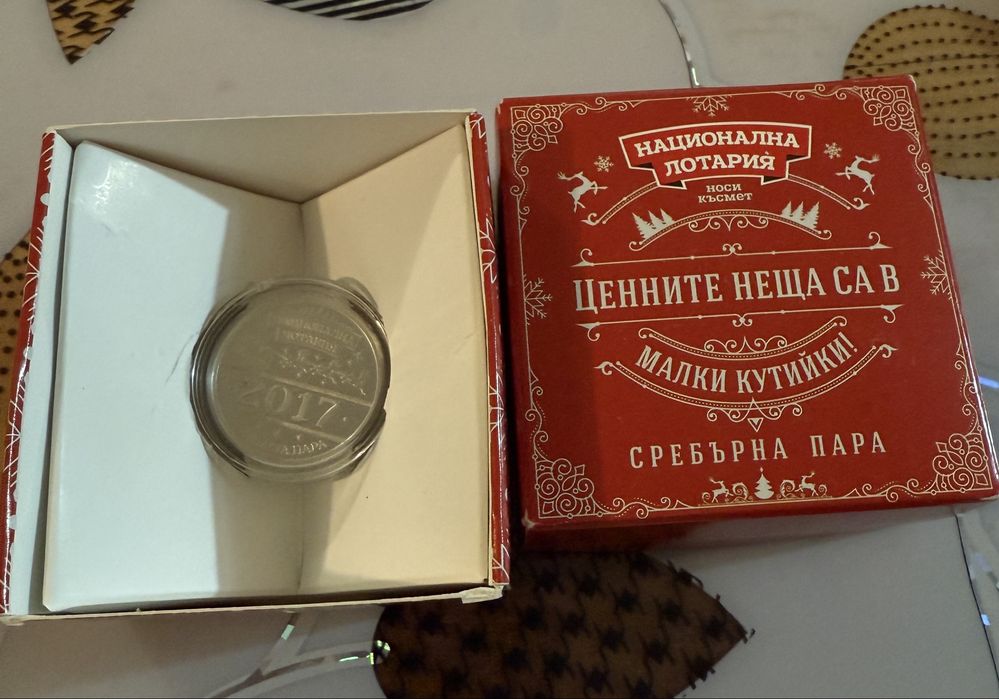 2017
НАЦИОНАЛНА
ЛОТАРИЯ
НОСИ
КЪСМЕТ
ЦЕННИТЕ НЕЩА СА В
МАЛКИ КУТИЙКИ!
СРЕБЪРНА ПАРА